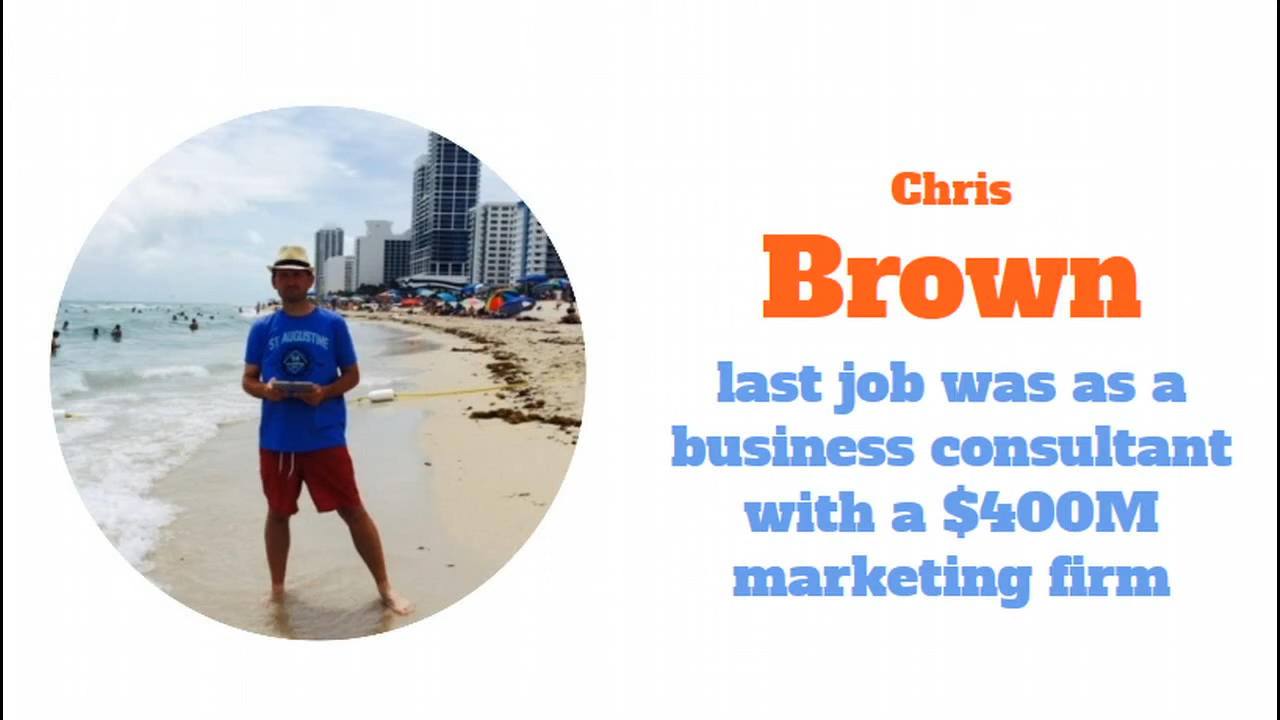 Chris
Brown
last job was as a
business consultant
with a $400M
marketing firm
ST AUGUSTINE